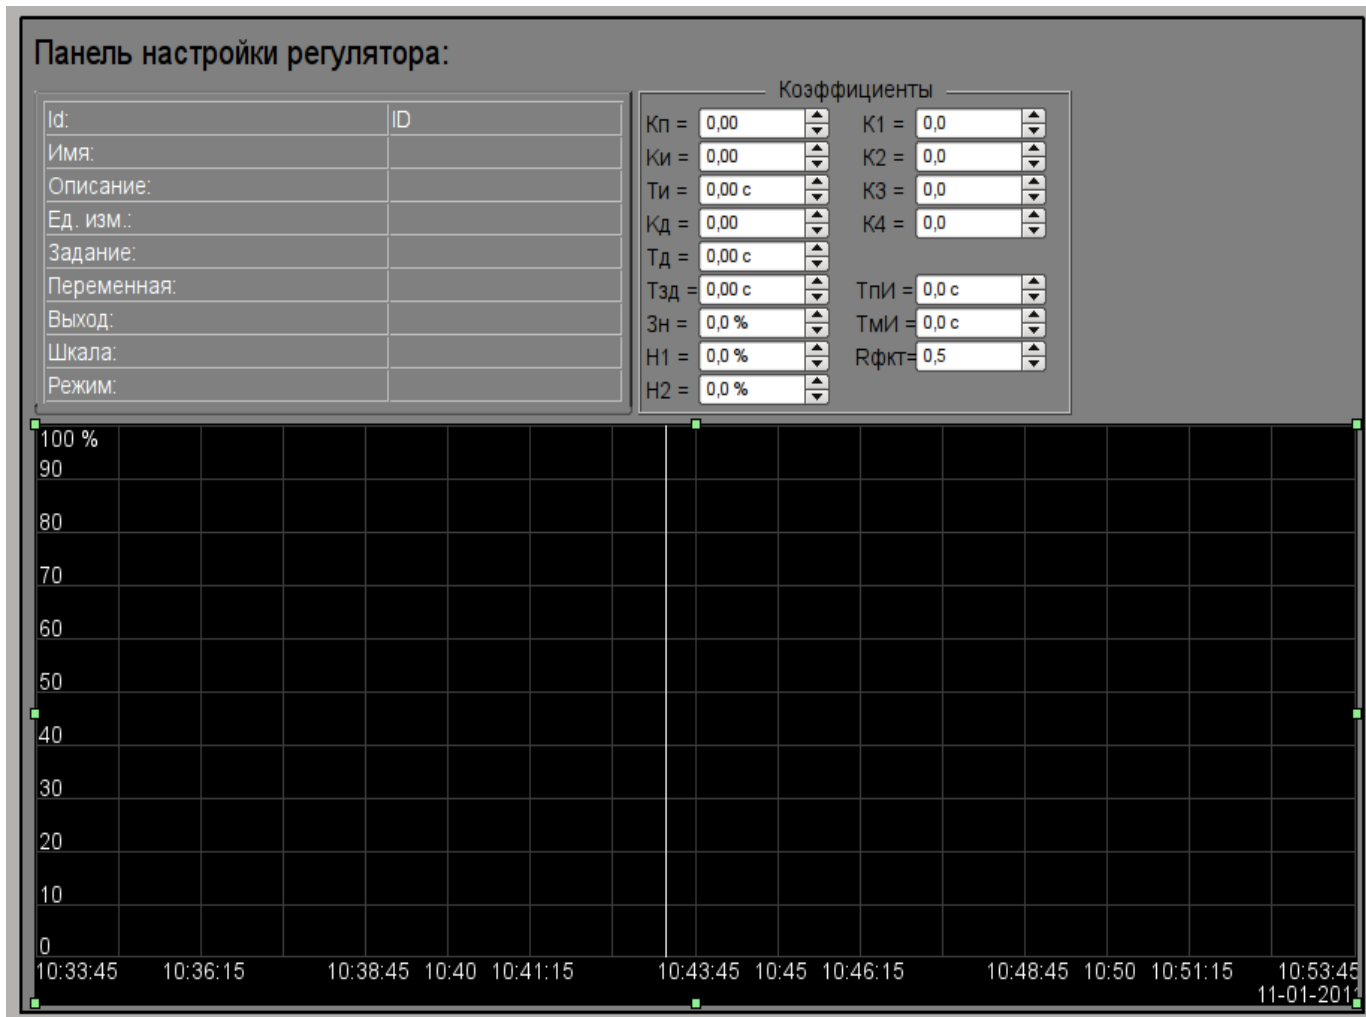 Панель настройки регулятора:
Id: ID
Имя:
Описание:
Ед. изм.:
Задание:
Переменная:
Выход:
Шкала:
Режим:
Коэффициенты
Кп = 0,00 К1 = 0,0
Ки = 0,00 К2 = 0,0
Ти = 0,00 с К3 = 0,0
Кд = 0,00 К4 = 0,0
Тд = 0,00 с
Тзд = 0,00 с ТпИ = 0,0 с
Зн = 0,0 % ТмИ = 0,0 с
Н1 = 0,0 % Rфкт= 0,5
Н2 = 0,0 %
100 %
90
80
70
60
50
40
30
20
10
0
10:33:45 10:36:15 10:38:45 10:40 10:41:15 10:43:45 10:45 10:46:15 10:48:45 10:50 10:51:15 10:53:45